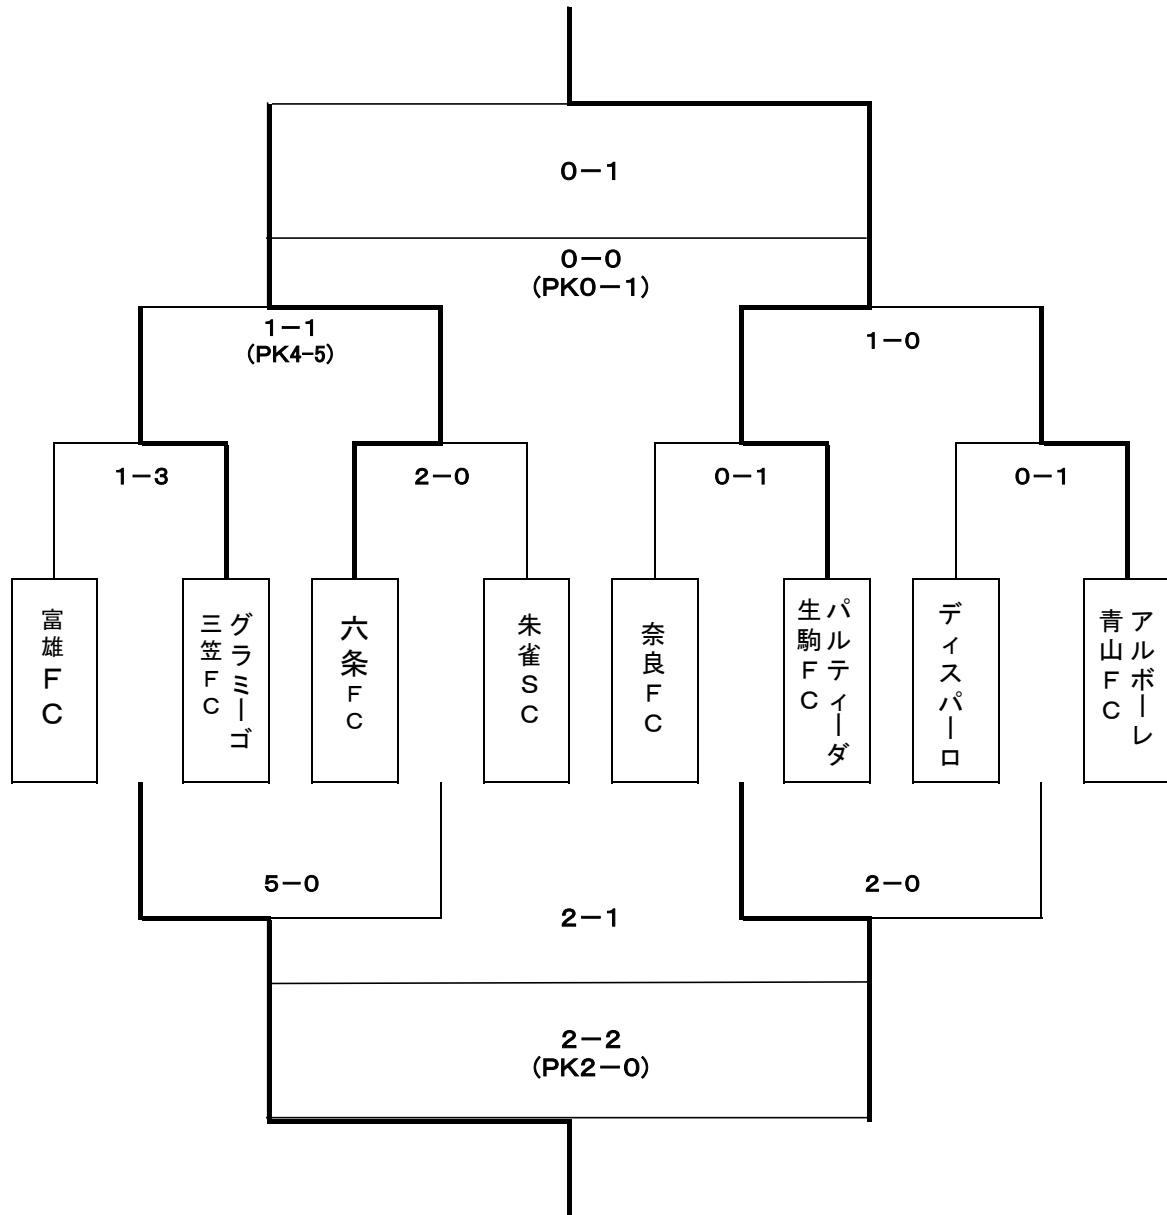 0－1
0－0
(PK0－1)
1－1
(PK4-5)
1－0
1－3
2－0
0－1
0－1
富雄FC
グラミーゴ
三笠FC
六条FC
朱雀SC
奈良FC
パルティーダ
生駒FC
ディスパーロ
アルボーレ
青山FC
5－0
2－0
2－1
2－2
(PK2－0)